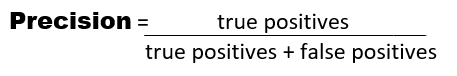 Precision = true positives
true positives + false positives